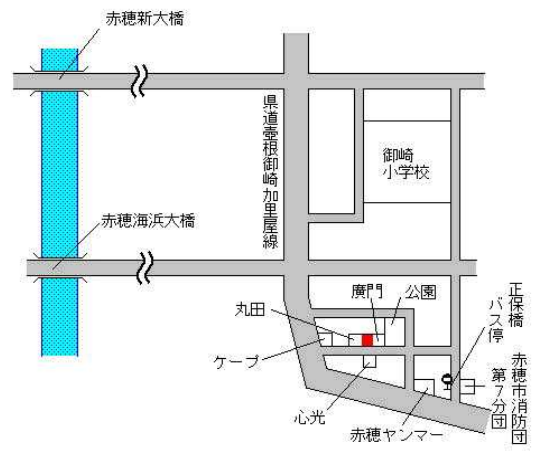 赤穂新大橋
県道壺根御崎加里屋線
御崎
小学校
赤穂海浜大橋
正保橋
バス停
廣門
公園
丸田
ケープ
心光
赤穂ヤンマー
赤穂市消防団
第7分団